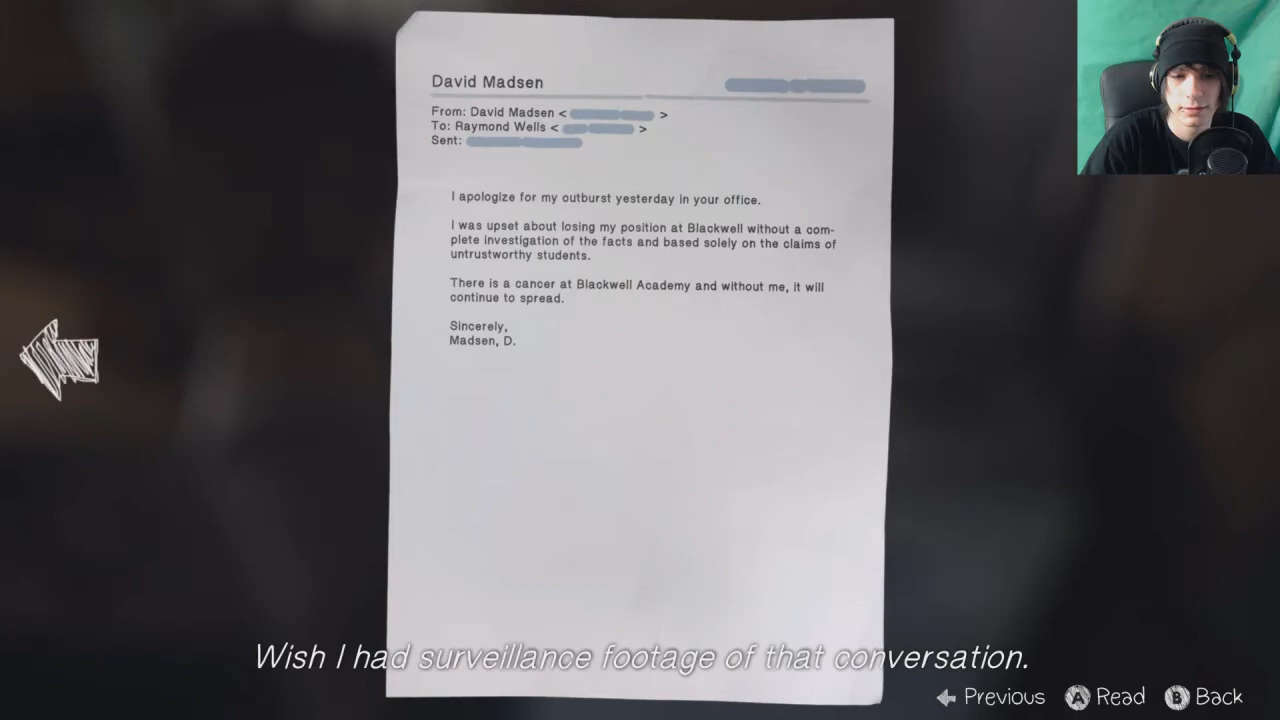 David Madsen
From: David Madsen < >
To: Raymond Wells < >
Sent:
I apologize for my outburst yesterday in your office.
I was upset about losing my position at Blackwell without a com-
plete investigation of the facts and based solely on the claims of
untrustworthy students.
There is a cancer at Blackwell Academy and without me, it will
continue to spread.
Sincerely,
Madsen, D.
Wish I had surveillance footage of that conversation.
Previous A Read B Back